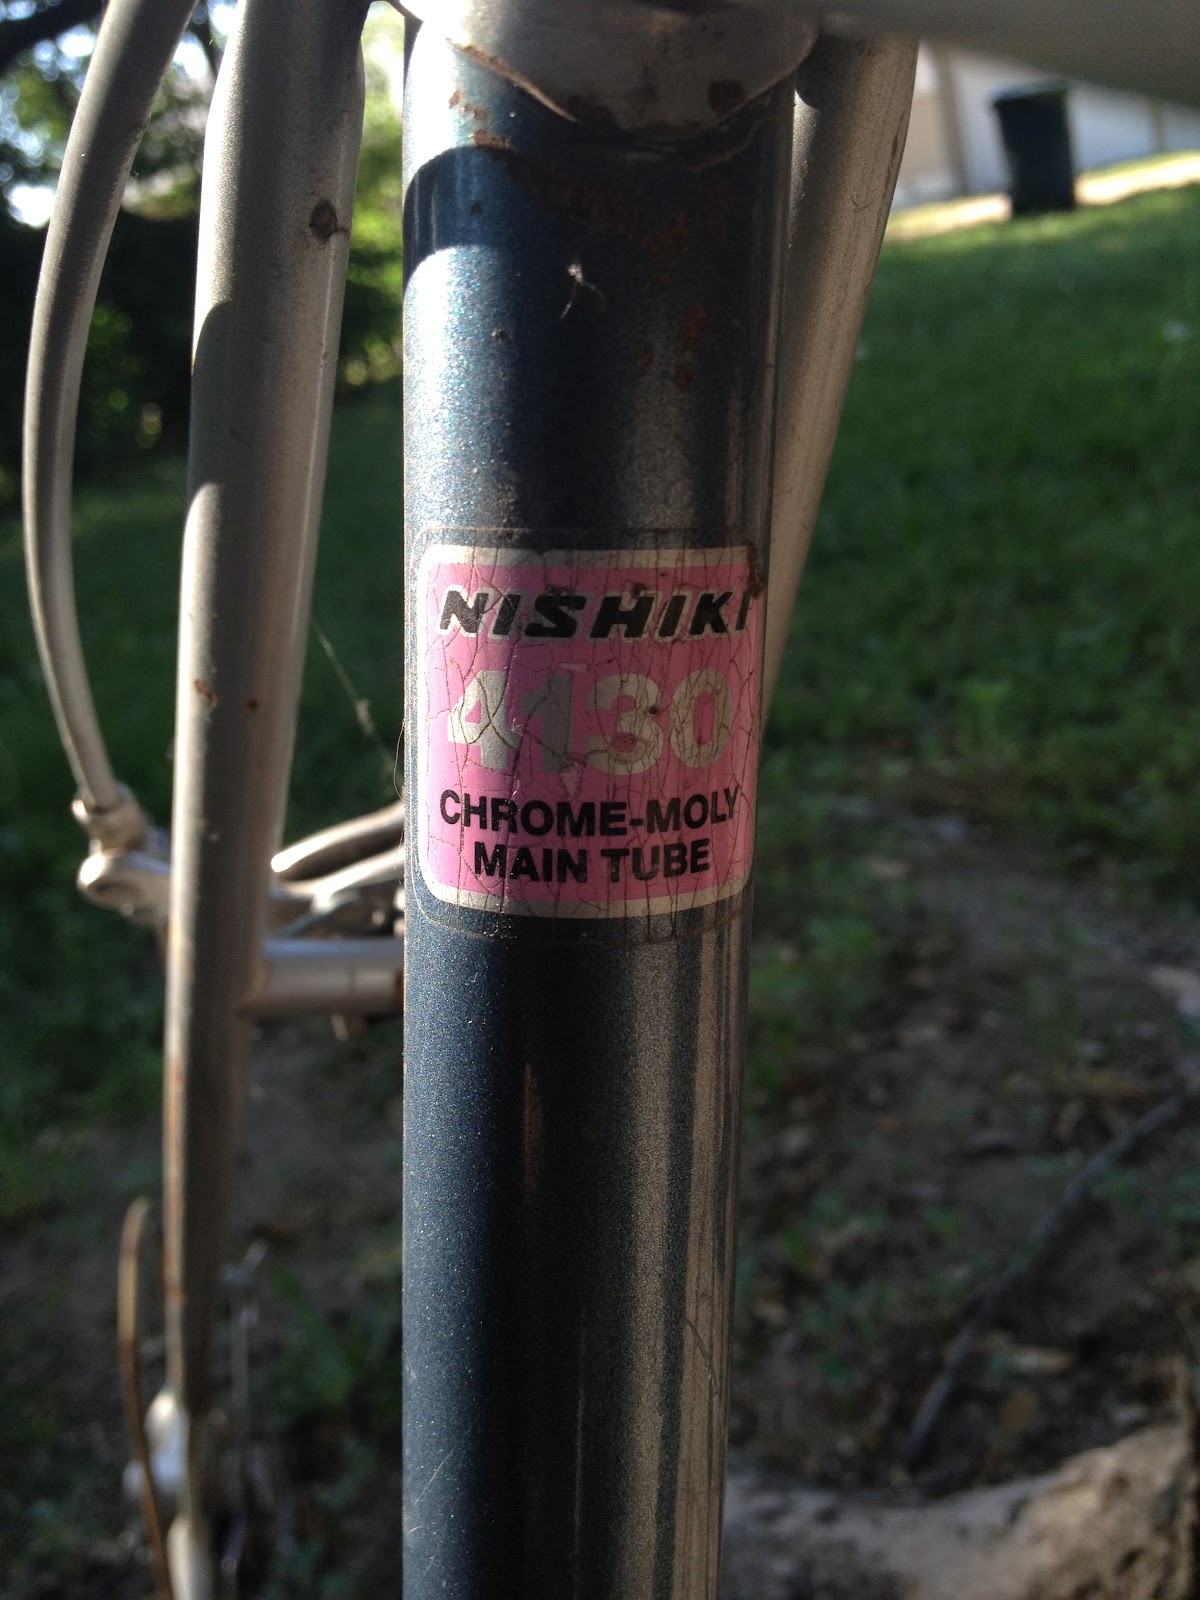 NISHIKI
4130
CHROME-MOLY
MAIN TUBE